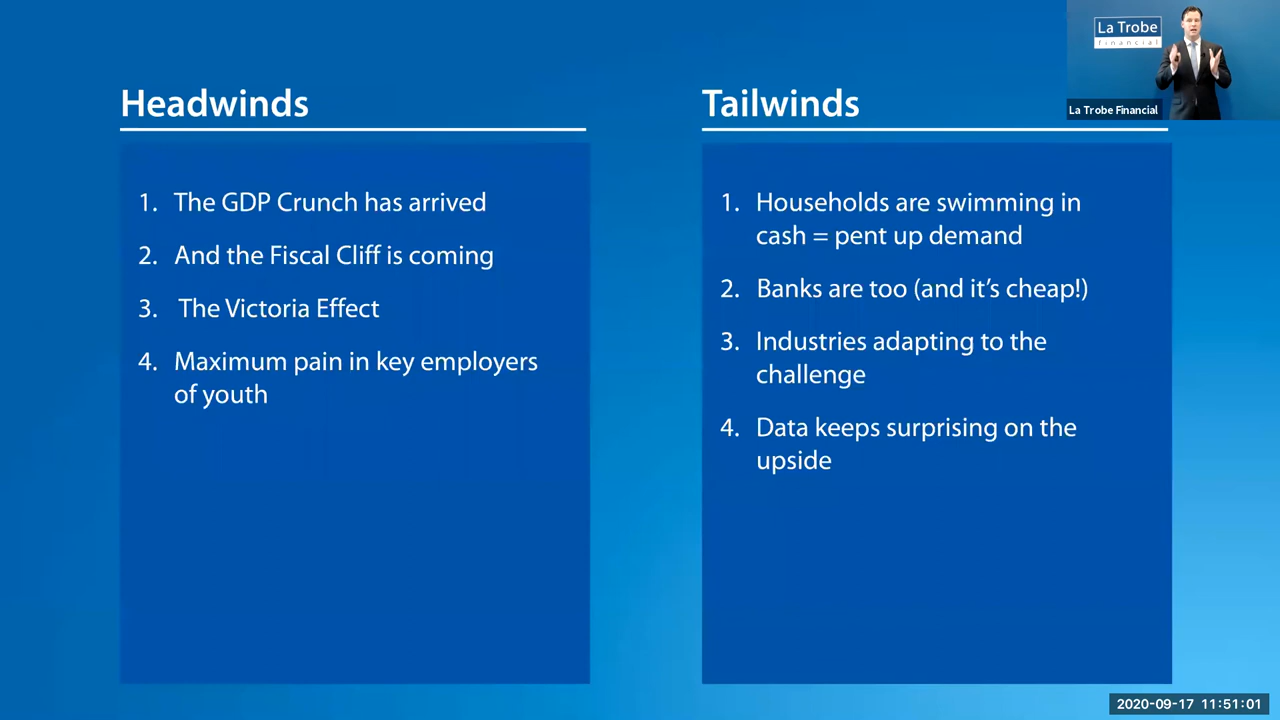 Headwinds
1. The GDP Crunch has arrived
2. And the Fiscal Cliff is coming
3. The Victoria Effect
4. Maximum pain in key employers
of youth
Tailwinds
1. Households are swimming in
cash = pent up demand
2. Banks are too (and it’s cheap!)
3. Industries adapting to the
challenge
4. Data keeps surprising on the
upside
La Trobe
financial
La Trobe Financial
2020-09-17 11:51:01